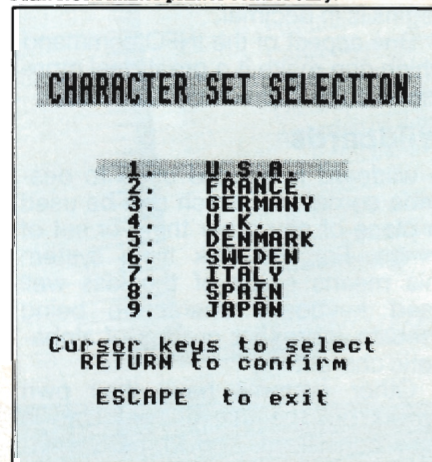 CHARACTER SET SELECTION
1. U.S.A.
2. FRANCE
3. GERMANY
4. U.K.
5. DENMARK
6. SWEDEN
7. ITALY
8. SPAIN
9. JAPAN
Cursor keys to select
RETURN to confirm
ESCAPE to exit